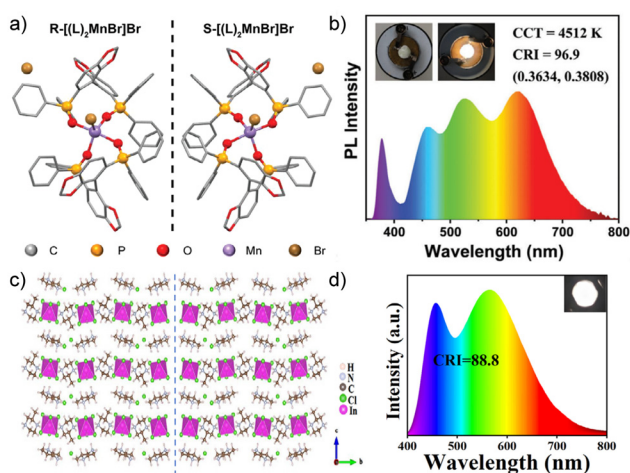 a)
R-[(L)₂MnBr]Br
S-[(L)₂MnBr]Br
C P O Mn Br
b)
CCT = 4512 K
CRI = 96.9
(0.3634, 0.3808)
PL Intensity
400 500 600 700 800
Wavelength (nm)
c)
H
N
C
Cl
In
c
b
d)
CRI=88.8
Intensity (a.u.)
400 500 600 700 800
Wavelength (nm)